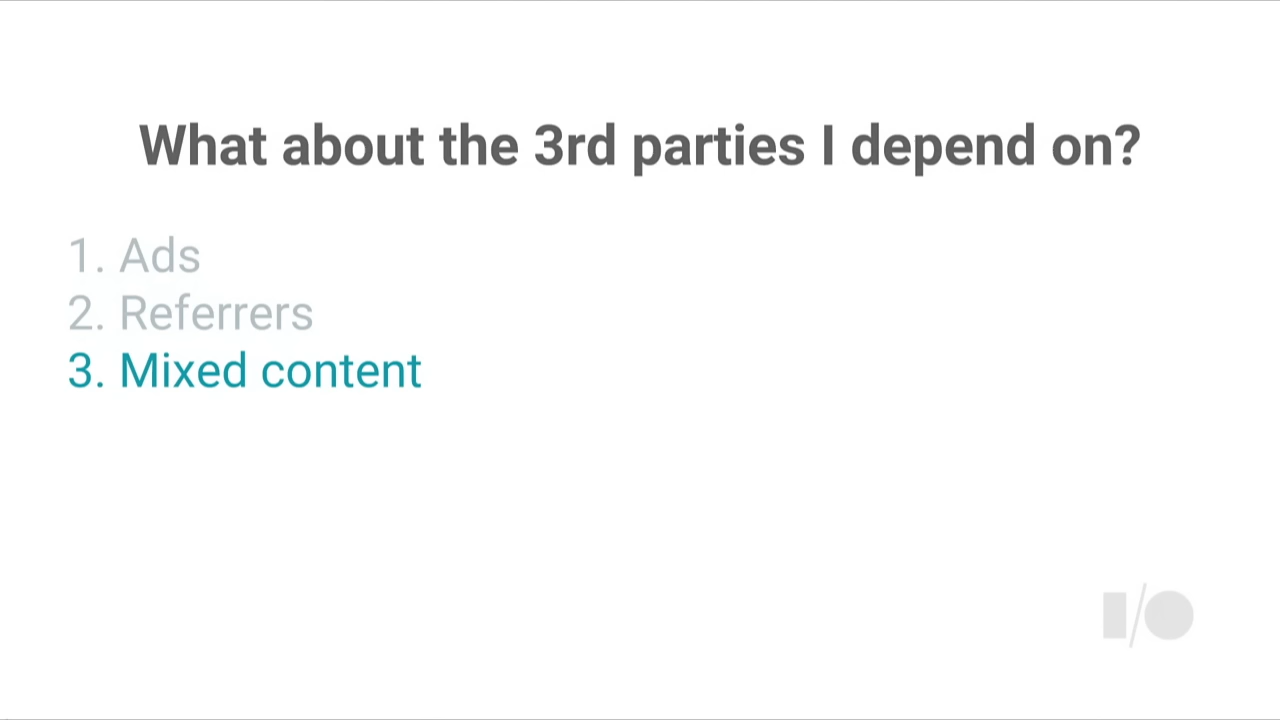 What about the 3rd parties I depend on?
1. Ads
2. Referrers
3. Mixed content
I/O